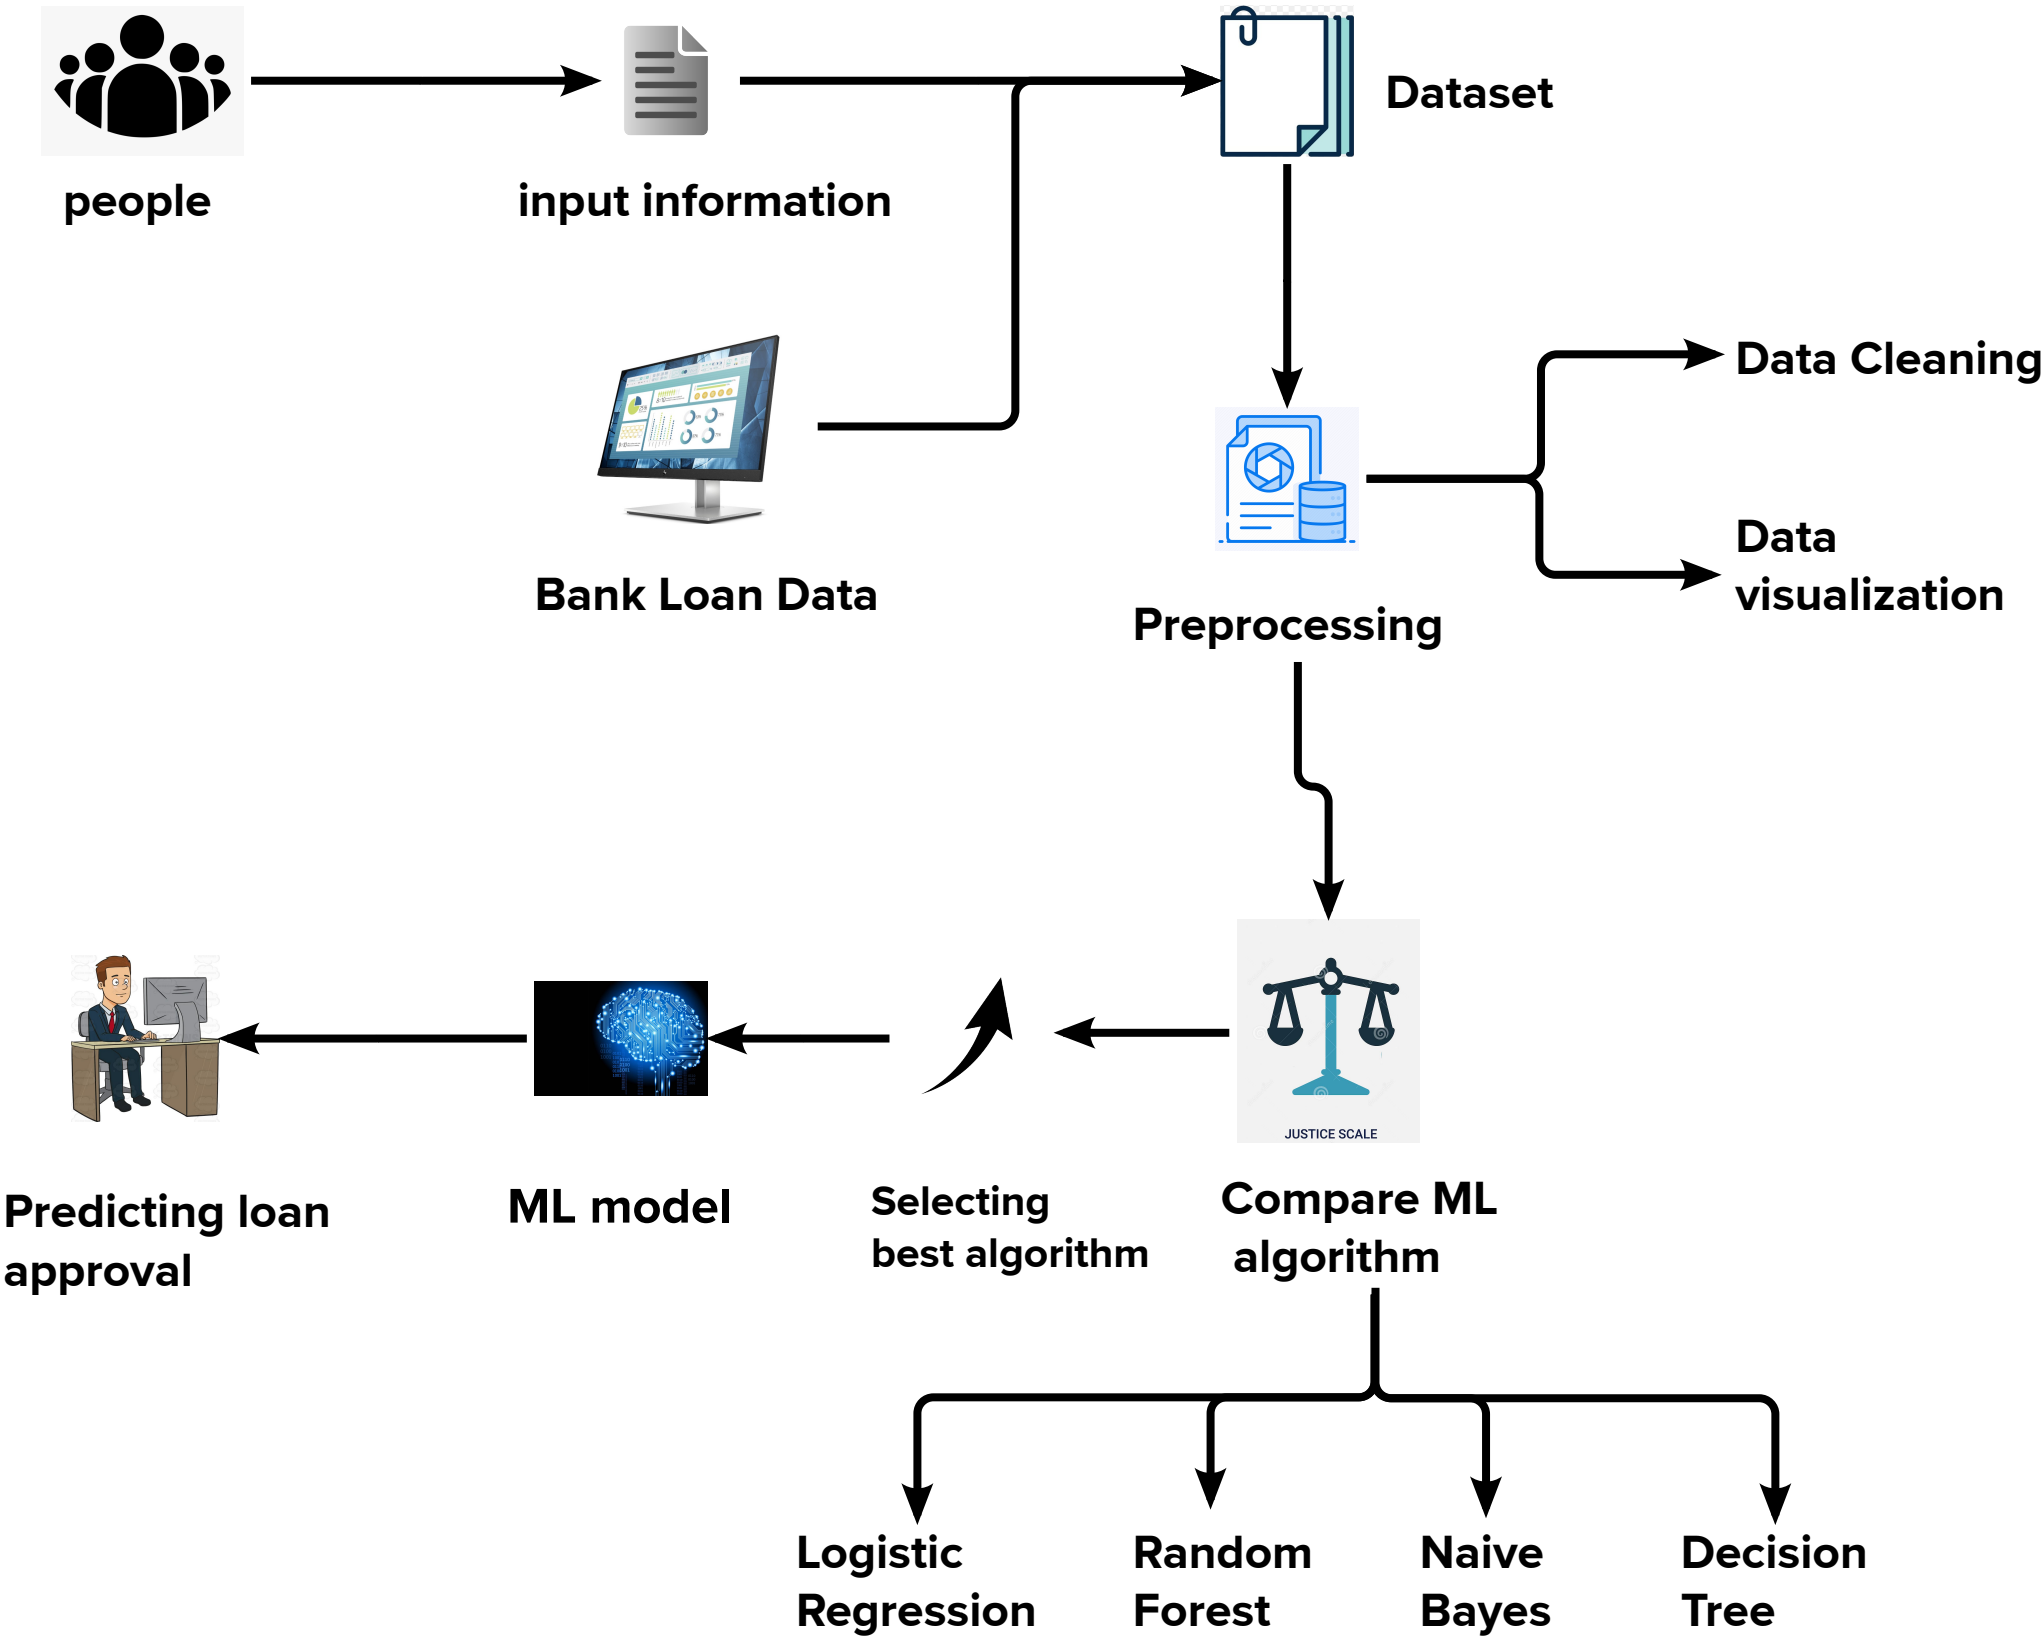 Dataset
people
input information
Data Cleaning
Data
visualization
Bank Loan Data
Preprocessing
JUSTICE SCALE
Predicting loan
approval
ML model
Selecting
best algorithm
Compare ML
algorithm
Logistic
Regression
Random
Forest
Naive
Bayes
Decision
Tree